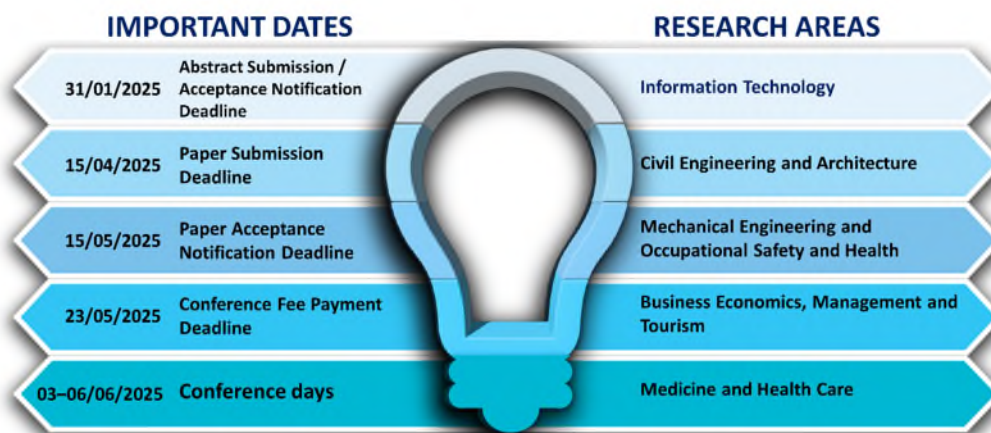 IMPORTANT DATES
31/01/2025
Abstract Submission /
Acceptance Notification
Deadline
15/04/2025
Paper Submission
Deadline
15/05/2025
Paper Acceptance
Notification Deadline
23/05/2025
Conference Fee Payment
Deadline
03–06/06/2025
Conference days
RESEARCH AREAS
Information Technology
Civil Engineering and Architecture
Mechanical Engineering and
Occupational Safety and Health
Business Economics, Management and
Tourism
Medicine and Health Care